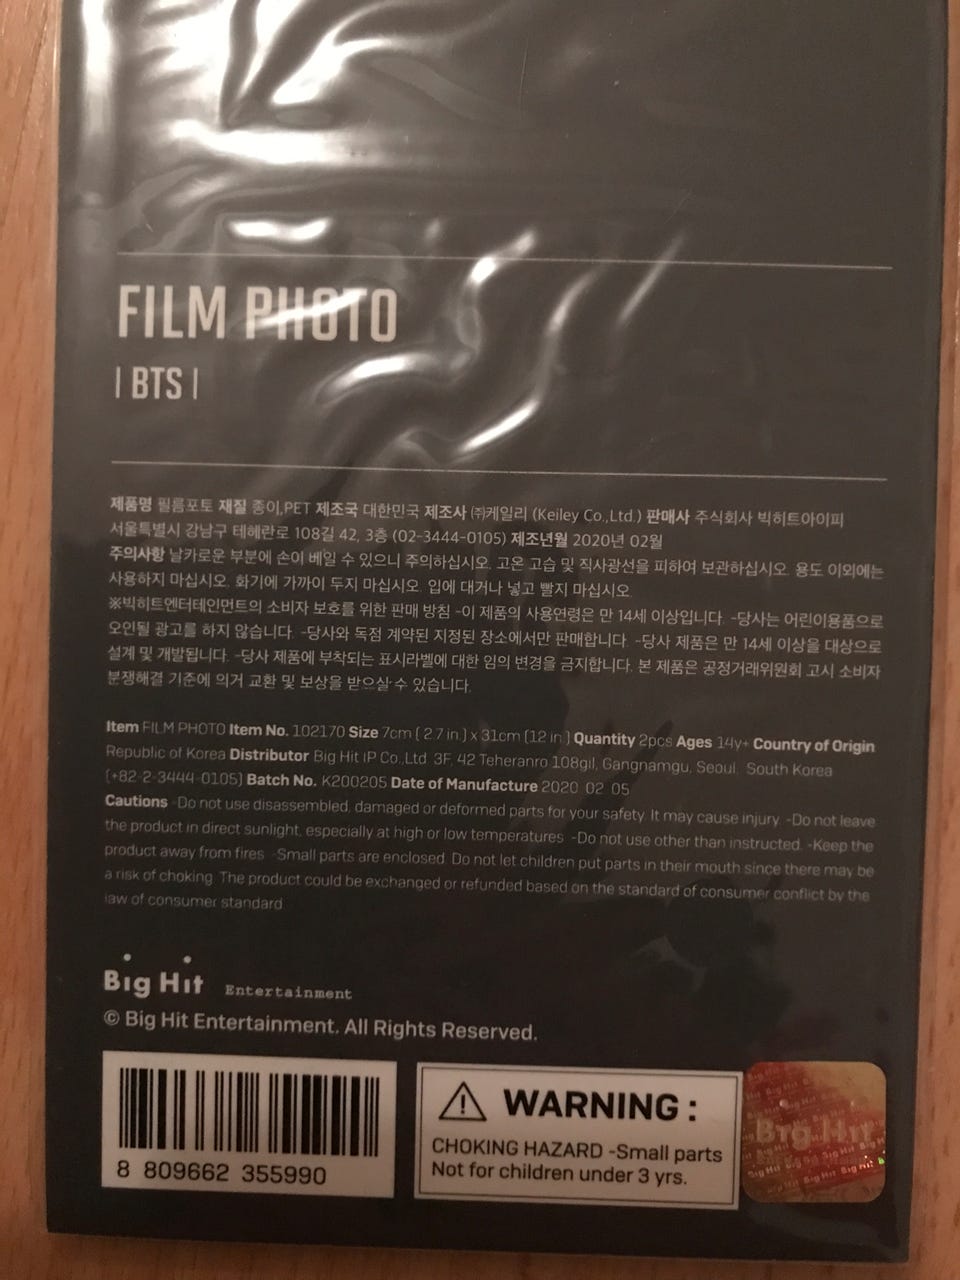 FILM PHOTO
| BTS |
제품명 필름포토 재질 종이,PET 제조국 대한민국 제조사 ㈜케일리 (Keiley Co.,Ltd.) 판매사 주식회사 빅히트아이피
서울특별시 강남구 테헤란로 108길 42, 3층 (02-3444-0105) 제조년월 2020년 02월
주의사항 날카로운 부분에 손이 베일 수 있으니 주의하십시오. 고온 고습 및 직사광선을 피하여 보관하십시오. 용도 이외에는
사용하지 마십시오. 화기에 가까이 두지 마십시오. 입에 대거나 넣고 빨지 마십시오.
※빅히트엔터테인먼트의 소비자 보호를 위한 판매 방침 -이 제품의 사용연령은 만 14세 이상입니다. -당사는 어린이용품으로
오인될 광고를 하지 않습니다. -당사와 독점 계약된 지정된 장소에서만 판매합니다. -당사 제품은 만 14세 이상을 대상으로
설계 및 개발됩니다. -당사 제품에 부착되는 표시라벨에 대한 임의 변경을 금지합니다. 본 제품은 공정거래위원회 고시 소비자
분쟁해결 기준에 의거 교환 및 보상을 받으실 수 있습니다.
Item FILM PHOTO Item No. 102170 Size 7cm ( 2.7 in ) x 31cm (12 in ) Quantity 2pcs Ages 14y+ Country of Origin
Republic of Korea Distributor Big Hit IP Co.,Ltd. 3F, 42 Teheranro 108gil, Gangnamgu, Seoul. South Korea
(+82-2-3444-0105) Batch No. K200205 Date of Manufacture 2020. 02. 05
Cautions -Do not use disassembled, damaged or deformed parts for your safety. It may cause injury. -Do not leave
the product in direct sunlight, especially at high or low temperatures. -Do not use other than instructed. -Keep the
product away from fires. -Small parts are enclosed. Do not let children put parts in their mouth since there may be
a risk of choking. The product could be exchanged or refunded based on the standard of consumer conflict by the
law of consumer standard
Big Hit Entertainment
© Big Hit Entertainment. All Rights Reserved.
8 809662 355990
WARNING :
CHOKING HAZARD -Small parts
Not for children under 3 yrs.
Big Hit